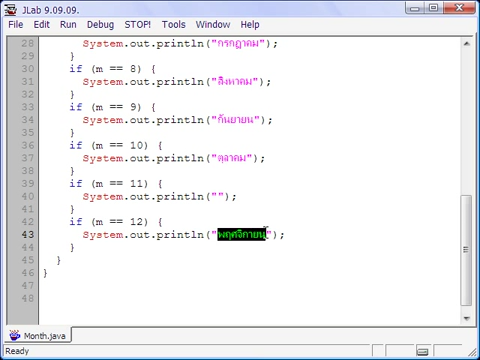 JLab 9.09.09.
File Edit Run Debug STOP! Tools Window Help
28 System.out.println("กรกฎาคม");
29 }
30 if (m == 8) {
31 System.out.println("สิงหาคม");
32 }
33 if (m == 9) {
34 System.out.println("กันยายน");
35 }
36 if (m == 10) {
37 System.out.println("ตุลาคม");
38 }
39 if (m == 11) {
40 System.out.println("");
41 }
42 if (m == 12) {
43 System.out.println("พฤศจิกายน");
44 }
45 }
46 }
47
48
Month.java
Ready